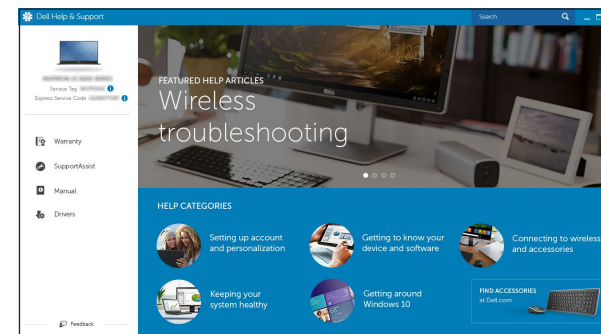 Dell Help & Support
Search
Service Tag
Express Service Code
Warranty
SupportAssist
Manual
Drivers
Feedback
FEATURED HELP ARTICLES
Wireless
troubleshooting
HELP CATEGORIES
Setting up account
and personalization
Getting to know your
device and software
Connecting to wireless
and accessories
Keeping your
system healthy
Getting around
Windows 10
FIND ACCESSORIES
at Dell.com